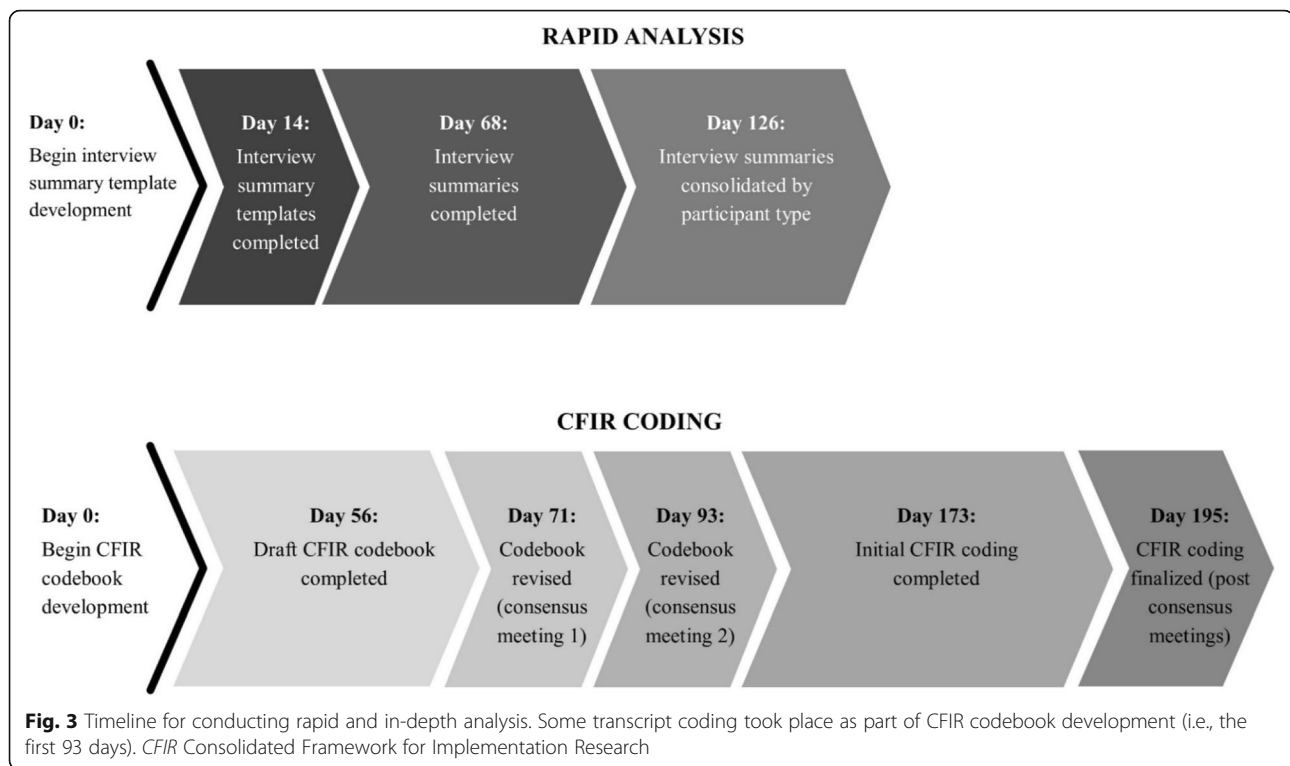 RAPID ANALYSIS
Day 0:
Begin interview
summary template
development
Day 14:
Interview
summary
templates
completed
Day 68:
Interview
summaries
completed
Day 126:
Interview summaries
consolidated by
participant type
CFIR CODING
Day 0:
Begin CFIR
codebook
development
Day 56:
Draft CFIR codebook
completed
Day 71:
Codebook
revised
(consensus
meeting 1)
Day 93:
Codebook
revised
(consensus
meeting 2)
Day 173:
Initial CFIR coding
completed
Day 195:
CFIR coding
finalized (post
consensus
meetings)
Fig. 3 Timeline for conducting rapid and in-depth analysis. Some transcript coding took place as part of CFIR codebook development (i.e., the
first 93 days). CFIR Consolidated Framework for Implementation Research